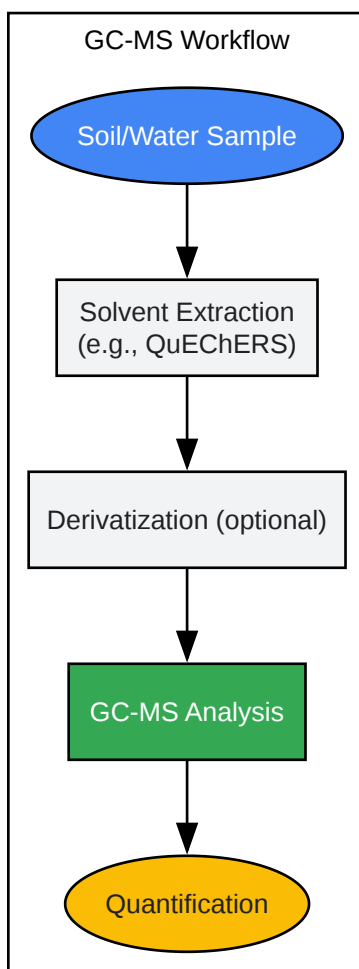 GC-MS Workflow
Soil/Water Sample
Solvent Extraction
(e.g., QuEChERS)
Derivatization (optional)
GC-MS Analysis
Quantification